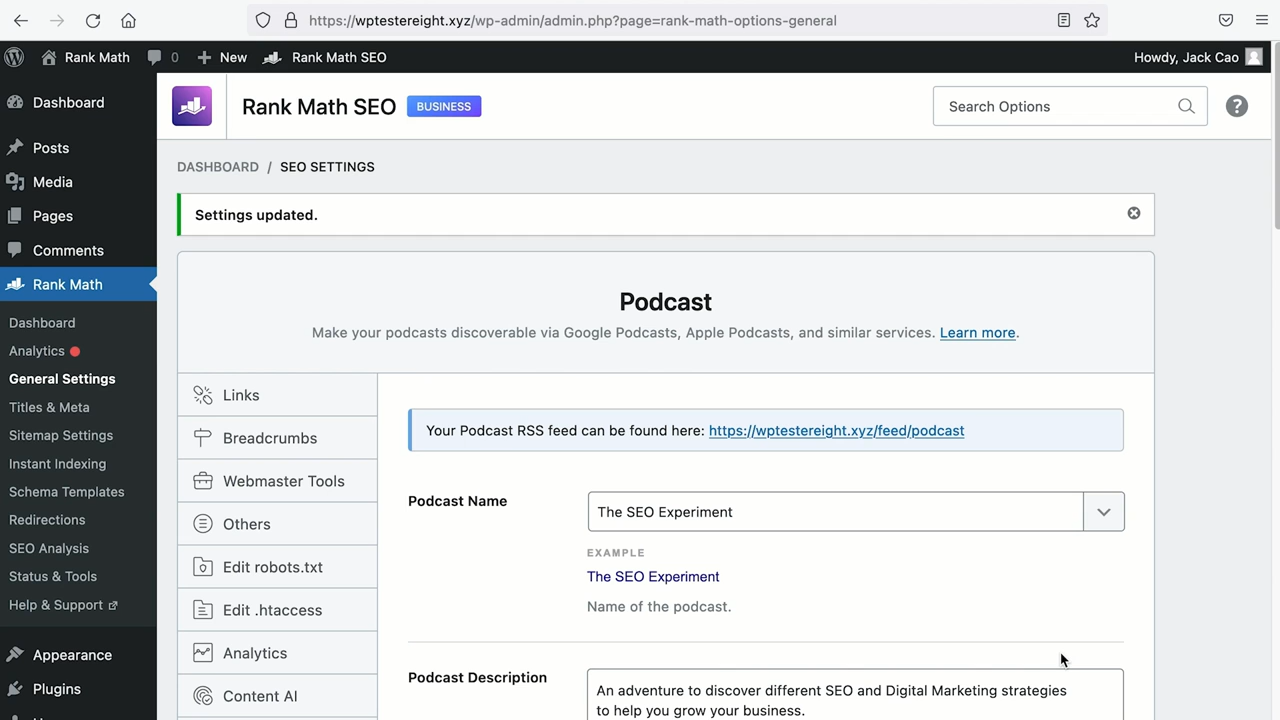 https://wptestereight.xyz/wp-admin/admin.php?page=rank-math-options-general
Rank Math
0
New
Rank Math SEO
Howdy, Jack Cao
Dashboard
Posts
Media
Pages
Comments
Rank Math
Dashboard
Analytics
General Settings
Titles & Meta
Sitemap Settings
Instant Indexing
Schema Templates
Redirections
SEO Analysis
Status & Tools
Help & Support
Appearance
Plugins
Rank Math SEO
BUSINESS
Search Options
?
DASHBOARD / SEO SETTINGS
Settings updated.
Podcast
Make your podcasts discoverable via Google Podcasts, Apple Podcasts, and similar services. Learn more.
Links
Breadcrumbs
Webmaster Tools
Others
Edit robots.txt
Edit .htaccess
Analytics
Content AI
Your Podcast RSS feed can be found here: https://wptestereight.xyz/feed/podcast
Podcast Name
The SEO Experiment
EXAMPLE
The SEO Experiment
Name of the podcast.
Podcast Description
An adventure to discover different SEO and Digital Marketing strategies
to help you grow your business.